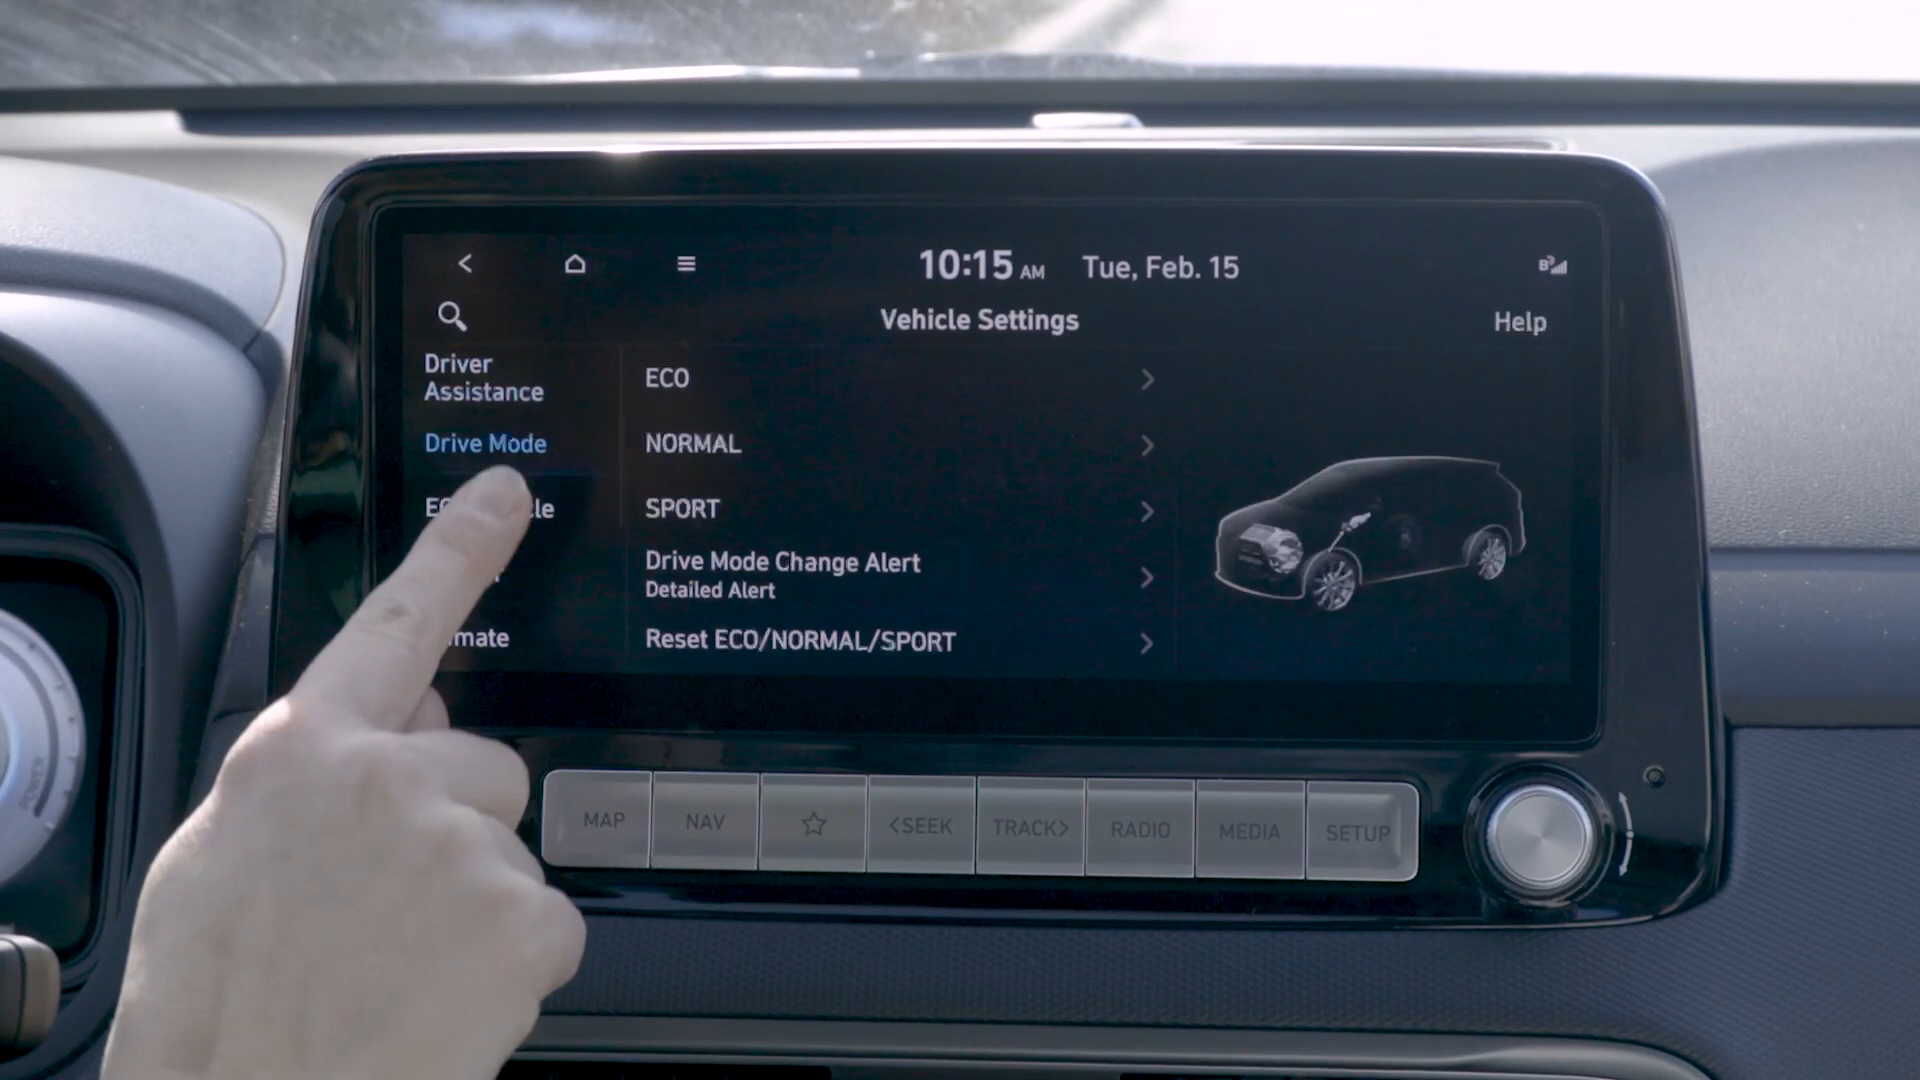 10:15 AM Tue, Feb. 15
Vehicle Settings
Help
Driver
Assistance
Drive Mode
ECO
NORMAL
SPORT
Drive Mode Change Alert
Detailed Alert
Reset ECO/NORMAL/SPORT
MAP
NAV
<SEEK
TRACK>
RADIO
MEDIA
SETUP
POWER